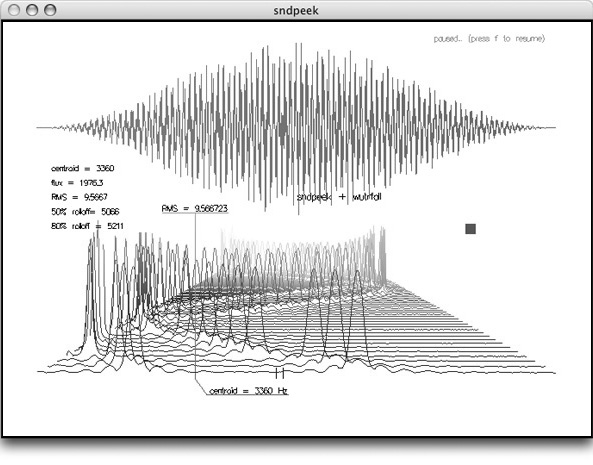 sndpeek
paused.. (press f to resume)
centroid = 3360
flux = 1976.3
RMS = 9.5667
50% rolloff= 5066
80% rolloff = 5211
RMS = 9.566723
sndpeek + wutrfall
centroid = 3360 Hz